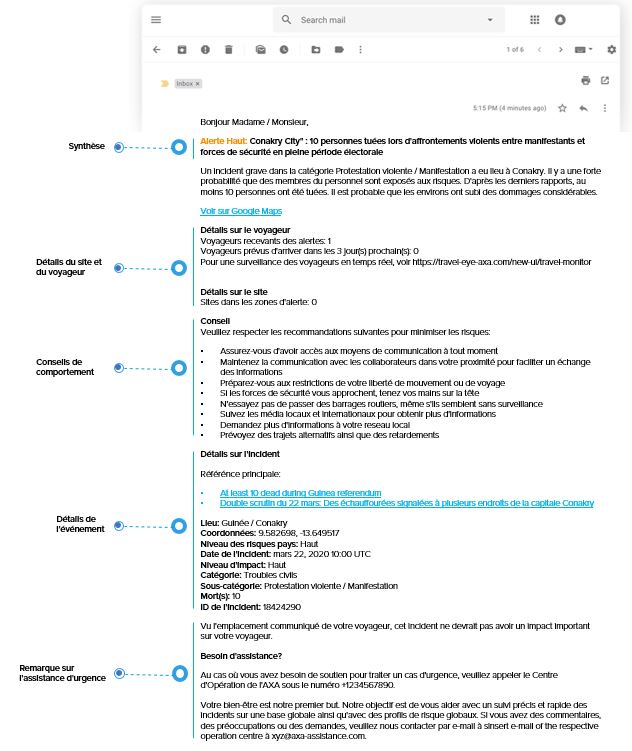 Search mail
1 of 6
Inbox ×
5:15 PM (4 minutes ago)
Bonjour Madame / Monsieur,
Synthèse
Alerte Haut: Conakry City" : 10 personnes tuées lors d'affrontements violents entre manifestants et
forces de sécurité en pleine période électorale
Un incident grave dans la catégorie Protestation violente / Manifestation a eu lieu à Conakry. Il y a une forte
probabilité que des membres du personnel sont exposés aux risques. D'après les derniers rapports, au
moins 10 personnes ont été tuées. Il est probable que les environs ont subi des dommages considérables.
Voir sur Google Maps
Détails du site et
du voyageur
Détails sur le voyageur
Voyageurs recevants des alertes: 1
Voyageurs prévus d'arriver dans les 3 jour(s) prochain(s): 0
Pour une surveillance des voyageurs en temps réel, voir https://travel-eye-axa.com/new-ui/travel-monitor
Détails sur le site
Sites dans les zones d'alerte: 0
Conseils de
comportement
Conseil
Veuillez respecter les recommandations suivantes pour minimiser les risques:
• Assurez-vous d'avoir accès aux moyens de communication à tout moment
• Maintenez la communication avec les collaborateurs dans votre proximité pour faciliter un échange
des informations
• Préparez-vous aux restrictions de votre liberté de mouvement ou de voyage
• Si les forces de sécurité vous approchent, tenez vos mains sur la tête
• N'essayez pas de passer des barrages routiers, même s'ils semblent sans surveillance
• Suivez les média locaux et internationaux pour obtenir plus d'informations
• Demandez plus d'informations à votre reseau local
• Prévoyez des trajets alternatifs ainsi que des retardements
Détails de
l'événement
Détails sur l'incident
Référénce principale:
• At least 10 dead during Guinea referendum
• Double scrutin du 22 mars: Des échauffourées signalées à plusieurs endroits de la capitale Conakry
Lieu: Guinée / Conakry
Coordonnées: 9.582698, -13.649517
Niveau des risques pays: Haut
Date de l'incident: mars 22, 2020 10:00 UTC
Niveau d'impact: Haut
Catégorie: Troubles civils
Sous-catégorie: Protestation violente / Manifestation
Mort(s): 10
ID de l'incident: 18424290
Vu l'emplacement communiqué de votre voyageur, cet incident ne devrait pas avoir un impact important
sur votre voyageur.
Remarque sur
l'assistance d'urgence
Besoin d'assistance?
Au cas où vous avez besoin de soutien pour traiter un cas d'urgence, veuillez appeler le Centre
d'Opération de l'AXA sous le numéro +1234567890.
Votre bien-être est notre premier but. Notre objectif est de vous aider avec un suivi précis et rapide des
incidents sur une base globale ainsi qu'avec des profils de risque globaux. Si vous avez des commentaires,
des préoccupations ou des demandes, veuillez nous contacter par e-mail à sinsert e-mail of the respective
operation centre à xyz@axa-assistance.com.